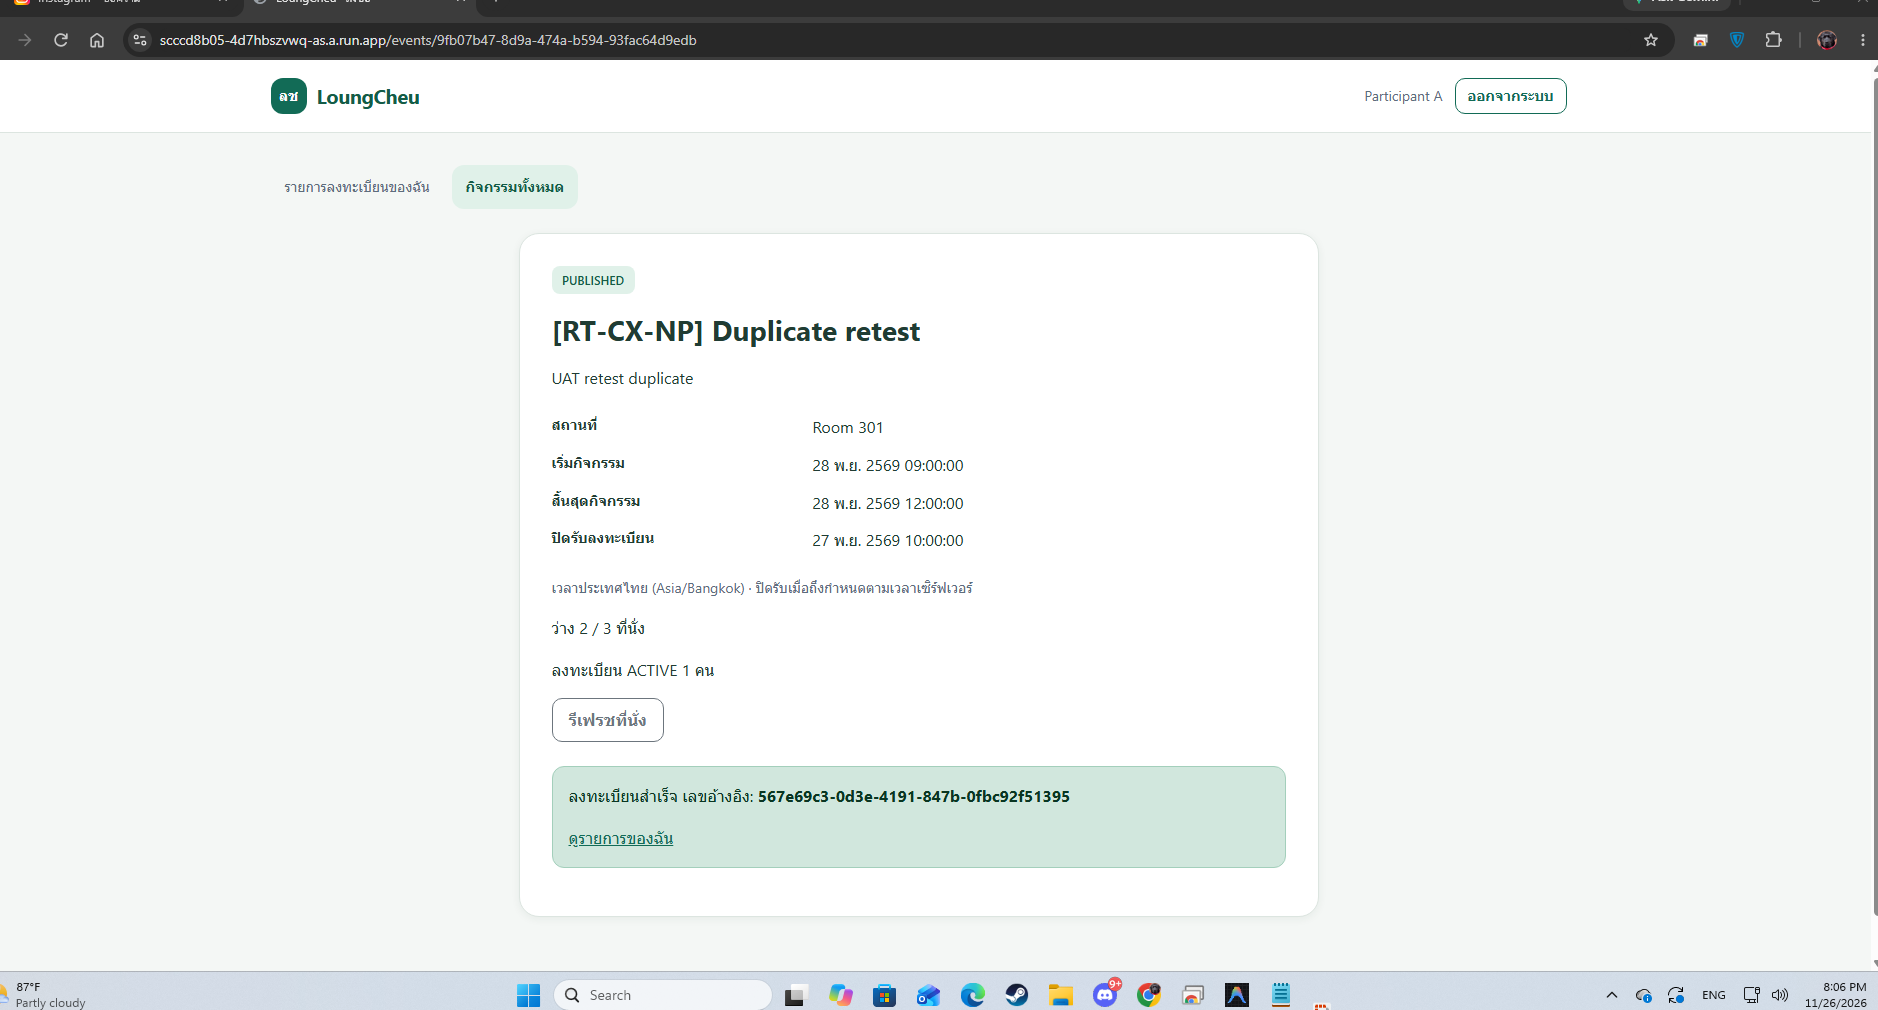 scccd8b05-4d7hbszvwq-as.a.run.app/events/9fb07b47-8d9a-474a-b594-93fac64d9edb
ลช LoungCheu
Participant A ออกจากระบบ
รายการลงทะเบียนของฉัน กิจกรรมทั้งหมด
PUBLISHED
[RT-CX-NP] Duplicate retest
UAT retest duplicate
สถานที่ Room 301
เริ่มกิจกรรม 28 พ.ย. 2569 09:00:00
สิ้นสุดกิจกรรม 28 พ.ย. 2569 12:00:00
ปิดรับลงทะเบียน 27 พ.ย. 2569 10:00:00
เวลาประเทศไทย (Asia/Bangkok) · ปิดรับเมื่อถึงกำหนดตามเวลาเซิร์ฟเวอร์
ว่าง 2 / 3 ที่นั่ง
ลงทะเบียน ACTIVE 1 คน
รีเฟรชที่นั่ง
ลงทะเบียนสำเร็จ เลขอ้างอิง: 567e69c3-0d3e-4191-847b-0fbc92f51395
ดูรายการของฉัน
87°F
Partly cloudy
Search
9+
ENG
8:06 PM
11/26/2026